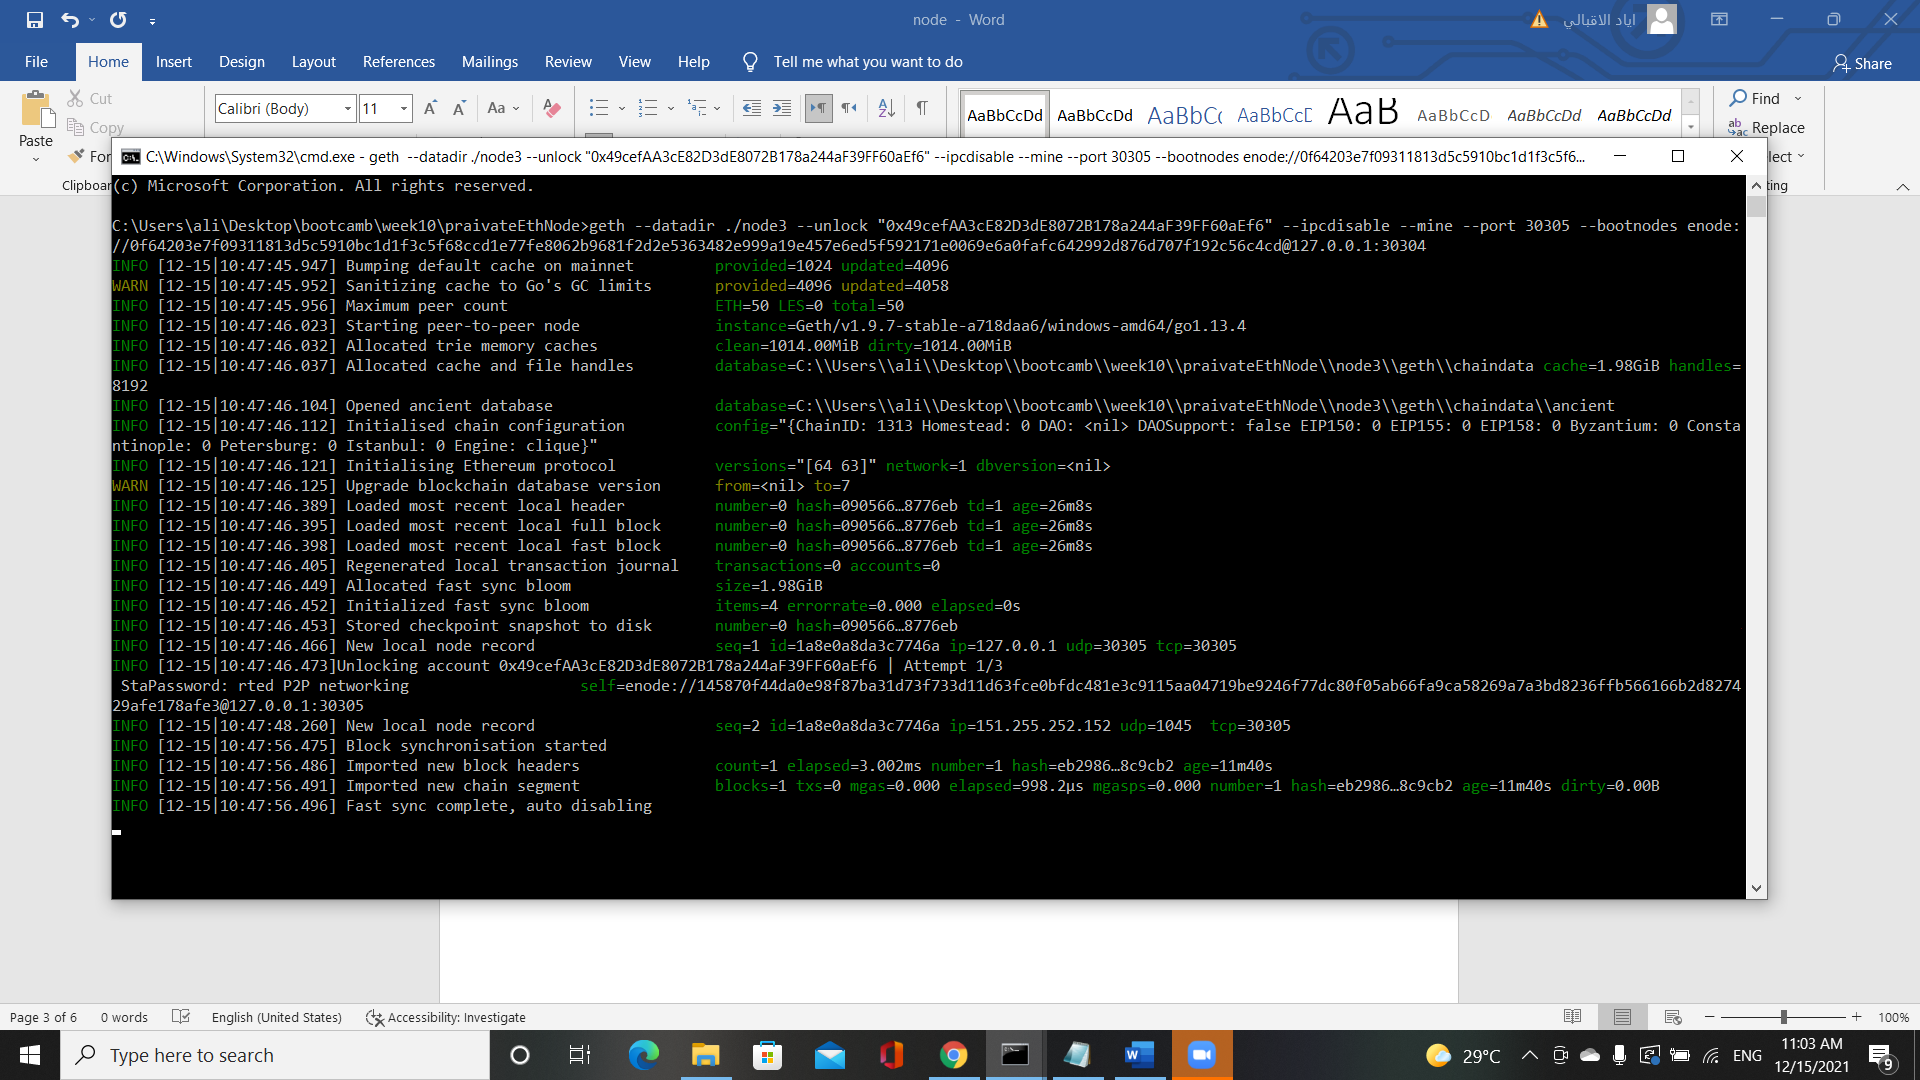 node - Word
اياد الاقبالي
File
Home
Insert
Design
Layout
References
Mailings
Review
View
Help
Tell me what you want to do
Share
Paste
Cut
Copy
For
Clipboar
Calibri (Body)
11
Aa
AaBbCcDd
AaBbCcDd
AaBbC
AaBbCcD
AaB
AaBbCcD
AaBbCcDd
AaBbCcDd
Find
Replace
lect
ting
C:\Windows\System32\cmd.exe - geth --datadir ./node3 --unlock "0x49cefAA3cE82D3dE8072B178a244aF39FF60aEf6" --ipcdisable --mine --port 30305 --bootnodes enode://0f64203e7f09311813d5c5910bc1d1f3c5f6...
(c) Microsoft Corporation. All rights reserved.
C:\Users\ali\Desktop\bootcamb\week10\praivateEthNode>geth --datadir ./node3 --unlock "0x49cefAA3cE82D3dE8072B178a244aF39FF60aEf6" --ipcdisable --mine --port 30305 --bootnodes enode:
//0f64203e7f09311813d5c5910bc1d1f3c5f68ccd1e77fe8062b9681f2d2e5363482e999a19e457e6ed5f592171e0069e6a0fafc642992d876d707f192c56c4cd@127.0.0.1:30304
INFO [12-15|10:47:45.947] Bumping default cache on mainnet provided=1024 updated=4096
WARN [12-15|10:47:45.952] Sanitizing cache to Go's GC limits provided=4096 updated=4058
INFO [12-15|10:47:45.956] Maximum peer count ETH=50 LES=0 total=50
INFO [12-15|10:47:46.023] Starting peer-to-peer node instance=Geth/v1.9.7-stable-a718daa6/windows-amd64/go1.13.4
INFO [12-15|10:47:46.032] Allocated trie memory caches clean=1014.00MiB dirty=1014.00MiB
INFO [12-15|10:47:46.037] Allocated cache and file handles database=C:\\Users\\ali\\Desktop\\bootcamb\\week10\\praivateEthNode\\node3\\geth\\chaindata cache=1.98GiB handles=
8192
INFO [12-15|10:47:46.104] Opened ancient database database=C:\\Users\\ali\\Desktop\\bootcamb\\week10\\praivateEthNode\\node3\\geth\\chaindata\\ancient
INFO [12-15|10:47:46.112] Initialised chain configuration config="{ChainID: 1313 Homestead: 0 DAO: <nil> DAOSupport: false EIP150: 0 EIP155: 0 EIP158: 0 Byzantium: 0 Consta
ntinople: 0 Petersburg: 0 Istanbul: 0 Engine: clique}"
INFO [12-15|10:47:46.121] Initialising Ethereum protocol versions="[64 63]" network=1 dbversion=<nil>
WARN [12-15|10:47:46.125] Upgrade blockchain database version from=<nil> to=7
INFO [12-15|10:47:46.389] Loaded most recent local header number=0 hash=090566…8776eb td=1 age=26m8s
INFO [12-15|10:47:46.395] Loaded most recent local full block number=0 hash=090566…8776eb td=1 age=26m8s
INFO [12-15|10:47:46.398] Loaded most recent local fast block number=0 hash=090566…8776eb td=1 age=26m8s
INFO [12-15|10:47:46.405] Regenerated local transaction journal transactions=0 accounts=0
INFO [12-15|10:47:46.449] Allocated fast sync bloom size=1.98GiB
INFO [12-15|10:47:46.452] Initialized fast sync bloom items=4 errorrate=0.000 elapsed=0s
INFO [12-15|10:47:46.453] Stored checkpoint snapshot to disk number=0 hash=090566…8776eb
INFO [12-15|10:47:46.466] New local node record seq=1 id=1a8e0a8da3c7746a ip=127.0.0.1 udp=30305 tcp=30305
INFO [12-15|10:47:46.473]Unlocking account 0x49cefAA3cE82D3dE8072B178a244aF39FF60aEf6 | Attempt 1/3
StaPassword: rted P2P networking self=enode://145870f44da0e98f87ba31d73f733d11d63fce0bfdc481e3c9115aa04719be9246f77dc80f05ab66fa9ca58269a7a3bd8236ffb566166b2d8274
29afe178afe3@127.0.0.1:30305
INFO [12-15|10:47:48.260] New local node record seq=2 id=1a8e0a8da3c7746a ip=151.255.252.152 udp=1045 tcp=30305
INFO [12-15|10:47:56.475] Block synchronisation started
INFO [12-15|10:47:56.486] Imported new block headers count=1 elapsed=3.002ms number=1 hash=eb2986…8c9cb2 age=11m40s
INFO [12-15|10:47:56.491] Imported new chain segment blocks=1 txs=0 mgas=0.000 elapsed=998.2µs mgasps=0.000 number=1 hash=eb2986…8c9cb2 age=11m40s dirty=0.00B
INFO [12-15|10:47:56.496] Fast sync complete, auto disabling
Page 3 of 6
0 words
English (United States)
Accessibility: Investigate
100%
Type here to search
29°C
ENG
11:03 AM
12/15/2021
9